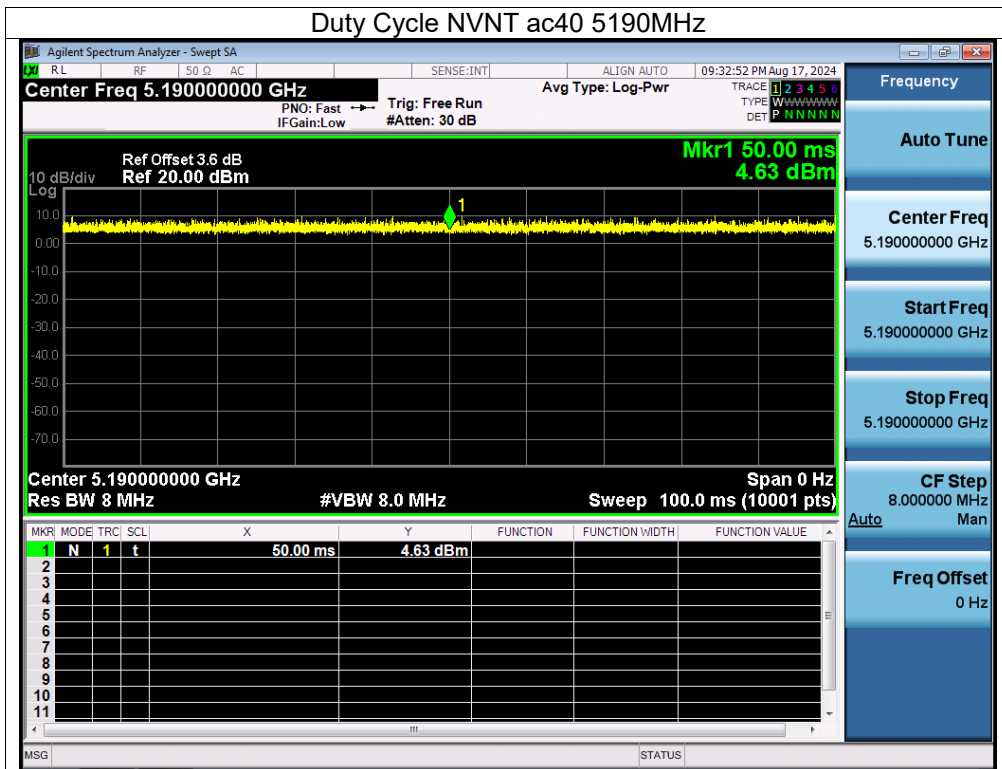 Duty Cycle NVNT ac40 5190MHz
Agilent Spectrum Analyzer - Swept SA
LXI RL RF 50 Ω AC SENSE:INT ALIGN AUTO 09:32:52 PM Aug 17, 2024
Center Freq 5.190000000 GHz
PNO: Fast
IFGain:Low
Trig: Free Run
#Atten: 30 dB
Avg Type: Log-Pwr
TRACE 1 2 3 4 5 6
TYPE WWWWWW
DET P N N N N N
Mkr1 50.00 ms
4.63 dBm
Ref Offset 3.6 dB
10 dB/div Ref 20.00 dBm
Log
1
10.0
0.00
-10.0
-20.0
-30.0
-40.0
-50.0
-60.0
-70.0
Center 5.190000000 GHz Span 0 Hz
Res BW 8 MHz #VBW 8.0 MHz Sweep 100.0 ms (10001 pts)
MKR MODE TRC SCL X Y FUNCTION FUNCTION WIDTH FUNCTION VALUE
1 N 1 t 50.00 ms 4.63 dBm
2
3
4
5
6
7
8
9
10
11
MSG STATUS
Frequency
Auto Tune
Center Freq
5.190000000 GHz
Start Freq
5.190000000 GHz
Stop Freq
5.190000000 GHz
CF Step
8.000000 MHz
Auto Man
Freq Offset
0 Hz